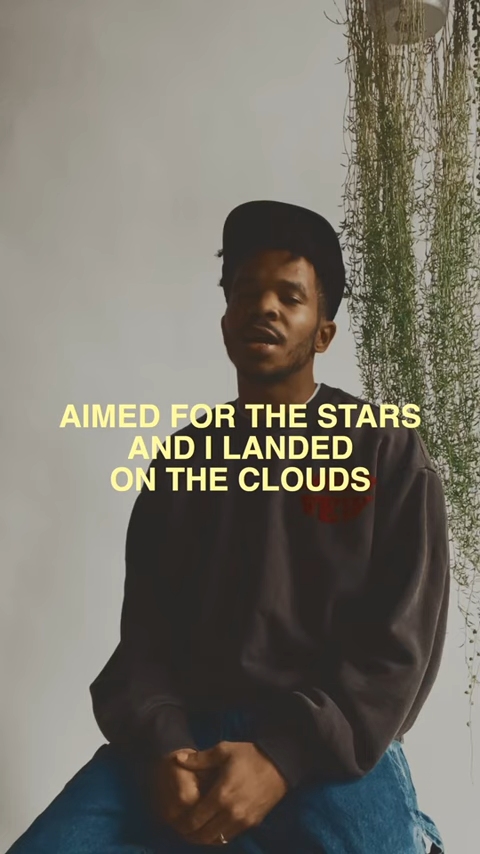 AIMED FOR THE STARS
AND I LANDED
ON THE CLOUDS